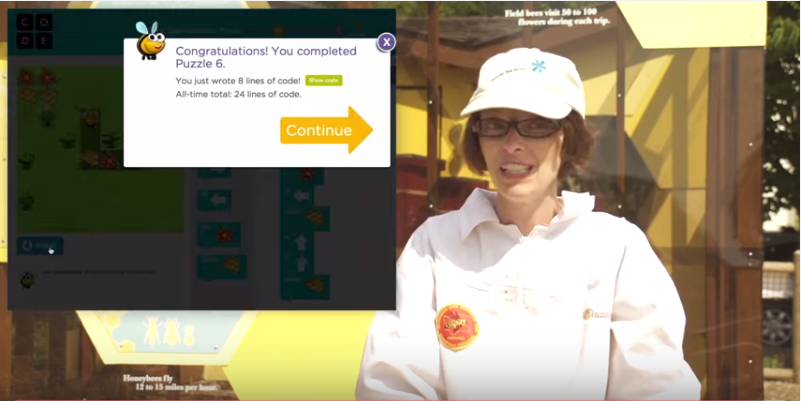 Field bees visit 50 to 100
flowers during each trip.
C O
D E
X
Congratulations! You completed
Puzzle 6.
You just wrote 8 lines of code!
Show code
All-time total: 24 lines of code.
Continue
Honeybees fly
12 to 15 miles per hour.